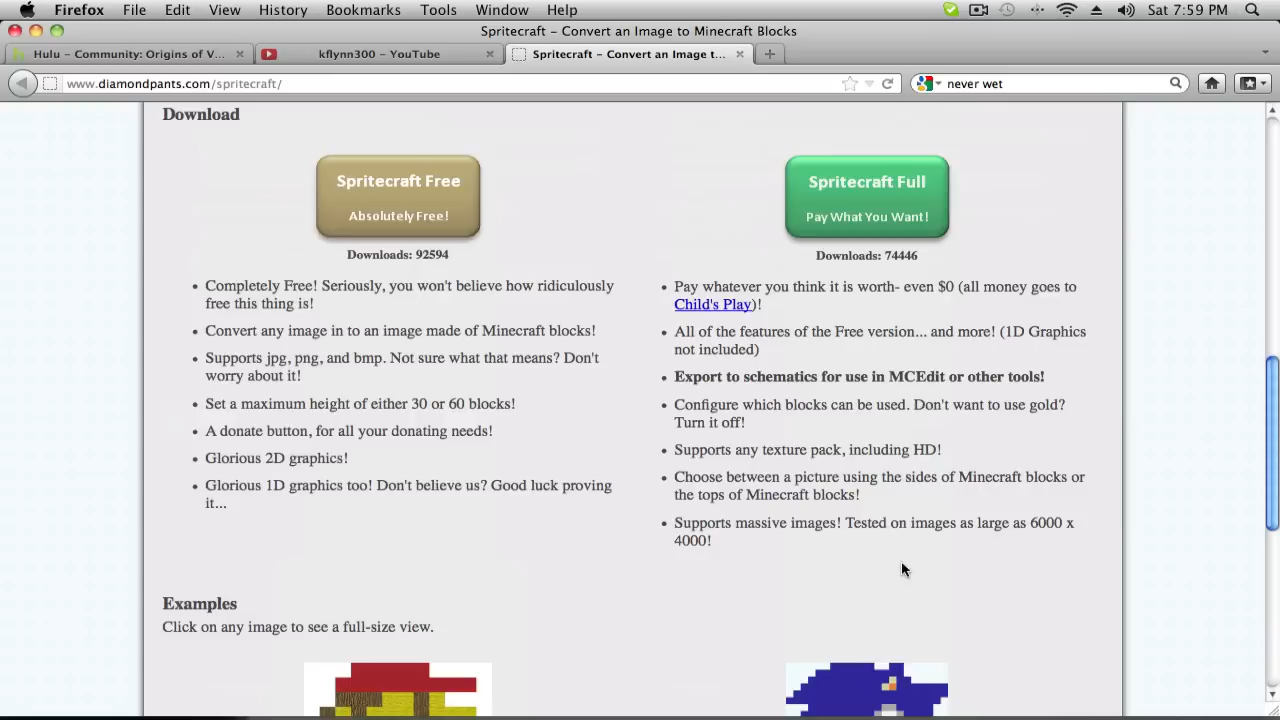 Firefox File Edit View History Bookmarks Tools Window Help Sat 7:59 PM
Spritecraft – Convert an Image to Minecraft Blocks
Hulu – Community: Origins of V... kflynn300 – YouTube Spritecraft – Convert an Image t...
www.diamondpants.com/spritecraft/ never wet
Download
Spritecraft Free
Absolutely Free!
Downloads: 92594
Completely Free! Seriously, you won't believe how ridiculously
free this thing is!
Convert any image in to an image made of Minecraft blocks!
Supports jpg, png, and bmp. Not sure what that means? Don't
worry about it!
Set a maximum height of either 30 or 60 blocks!
A donate button, for all your donating needs!
Glorious 2D graphics!
Glorious 1D graphics too! Don't believe us? Good luck proving
it...
Spritecraft Full
Pay What You Want!
Downloads: 74446
Pay whatever you think it is worth- even $0 (all money goes to
Child's Play)!
All of the features of the Free version... and more! (1D Graphics
not included)
Export to schematics for use in MCEdit or other tools!
Configure which blocks can be used. Don't want to use gold?
Turn it off!
Supports any texture pack, including HD!
Choose between a picture using the sides of Minecraft blocks or
the tops of Minecraft blocks!
Supports massive images! Tested on images as large as 6000 x
4000!
Examples
Click on any image to see a full-size view.